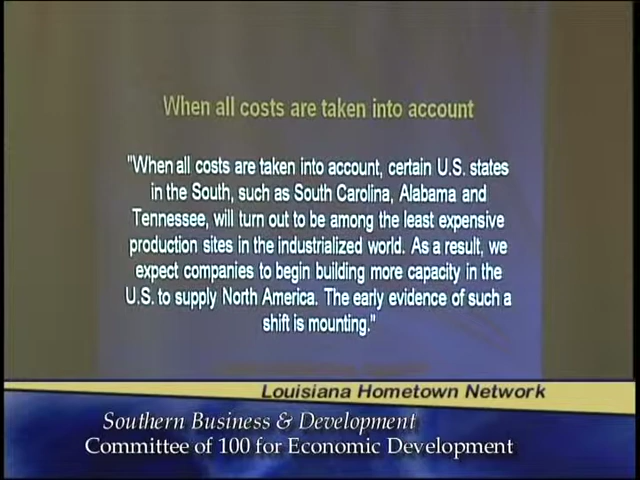 When all costs are taken into account
"When all costs are taken into account, certain U.S. states
in the South, such as South Carolina, Alabama and
Tennessee, will turn out to be among the least expensive
production sites in the industrialized world. As a result, we
expect companies to begin building more capacity in the
U.S. to supply North America. The early evidence of such a
shift is mounting."
Louisiana Hometown Network
Southern Business & Development
Committee of 100 for Economic Development